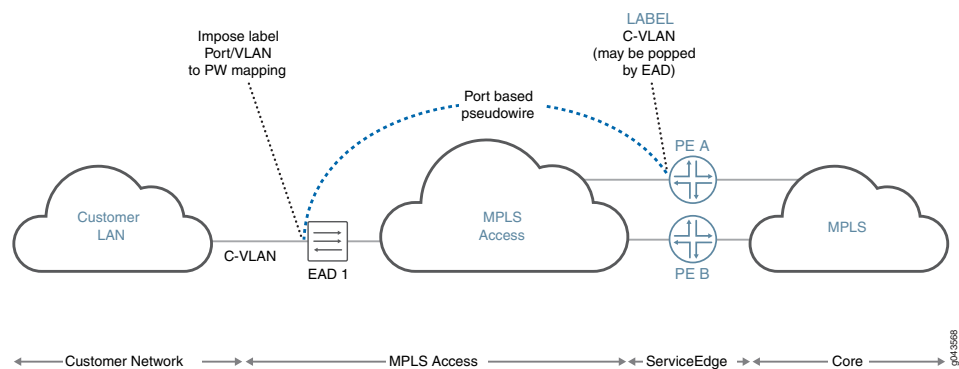 LABEL
C-VLAN
(may be popped
by EAD)
Impose label
Port/VLAN
to PW mapping
Port based
pseudowire
PE A
Customer
LAN
MPLS
Access
MPLS
C-VLAN
EAD 1
PE B
Customer Network
MPLS Access
ServiceEdge
Core
g043568